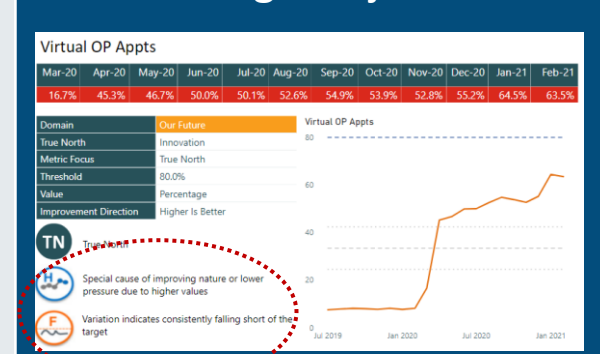 Virtual OP Appts
Mar-20 Apr-20 May-20 Jun-20 Jul-20 Aug-20 Sep-20 Oct-20 Nov-20 Dec-20 Jan-21 Feb-21
16.7% 45.3% 46.7% 50.0% 50.1% 52.6% 54.9% 53.9% 52.8% 55.2% 64.5% 63.5%
Domain Our Future
True North Innovation
Metric Focus True North
Threshold 80.0%
Value Percentage
Improvement Direction Higher Is Better
TN True North
H Special cause of improving nature or lower
pressure due to higher values
F Variation indicates consistently falling short of the
target
Virtual OP Appts
80
60
40
20
0
Jul 2019 Jan 2020 Jul 2020 Jan 2021